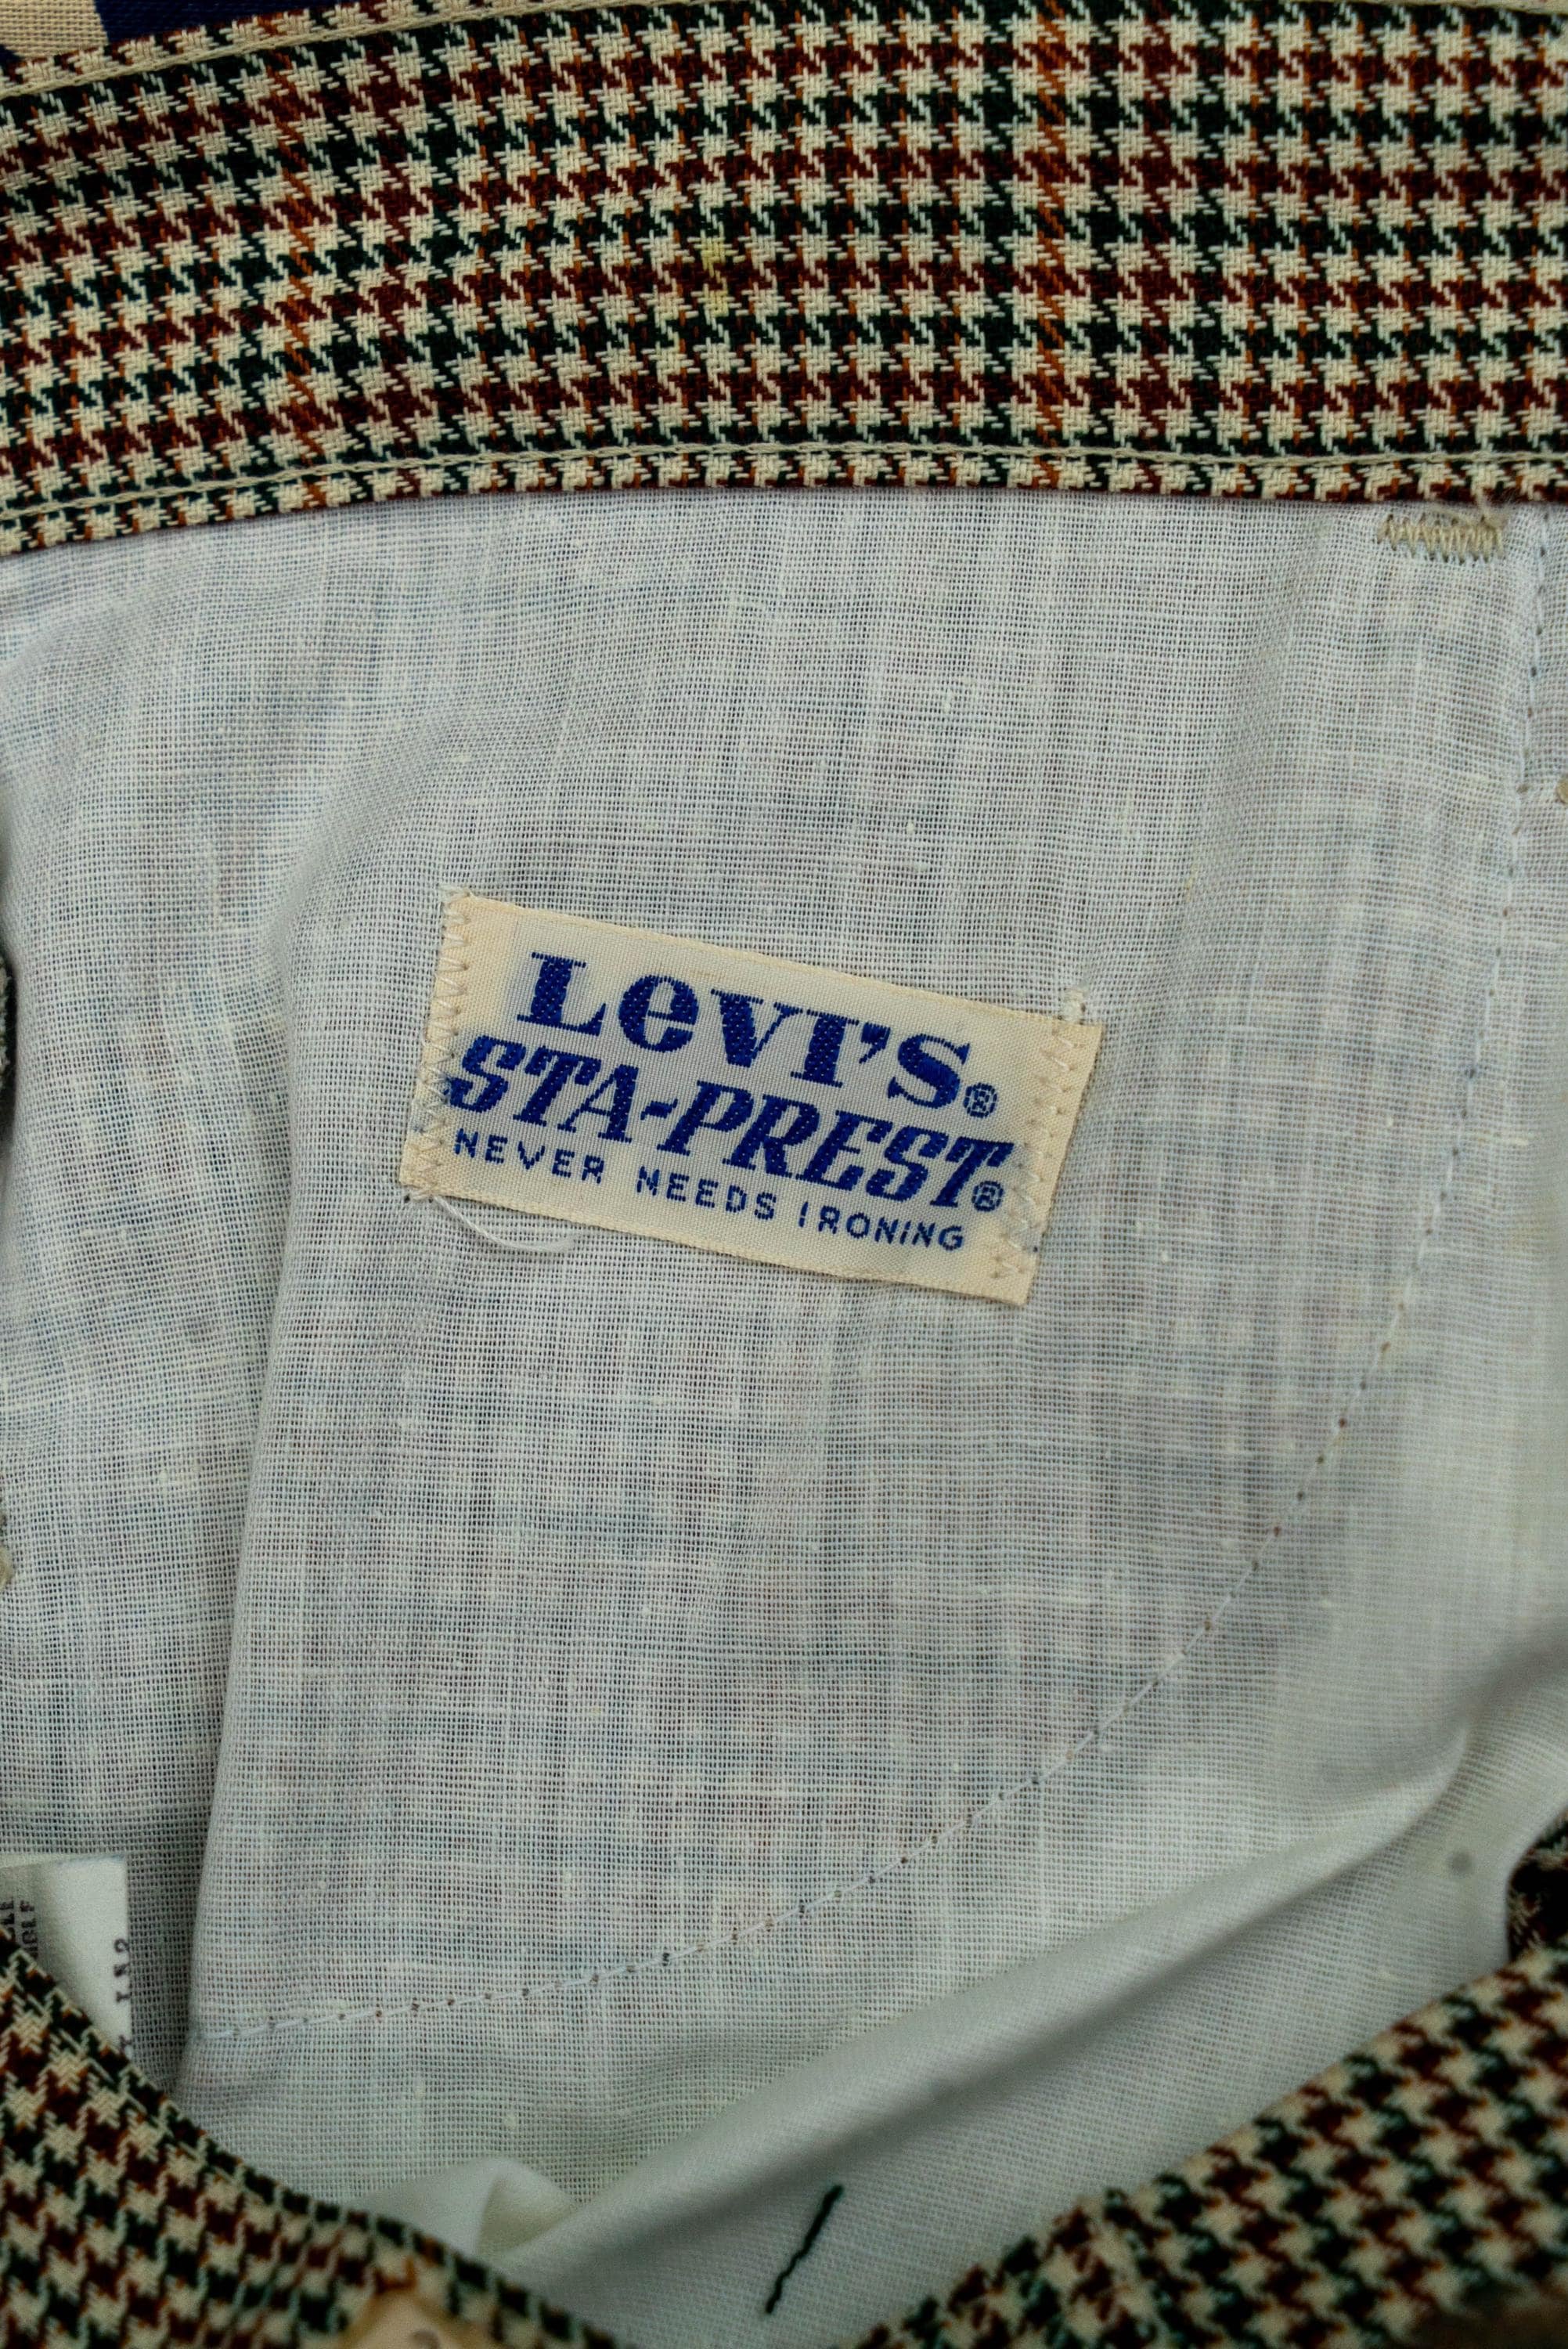 LeVI'S®
STA-PREST®
NEVER NEEDS IRONING